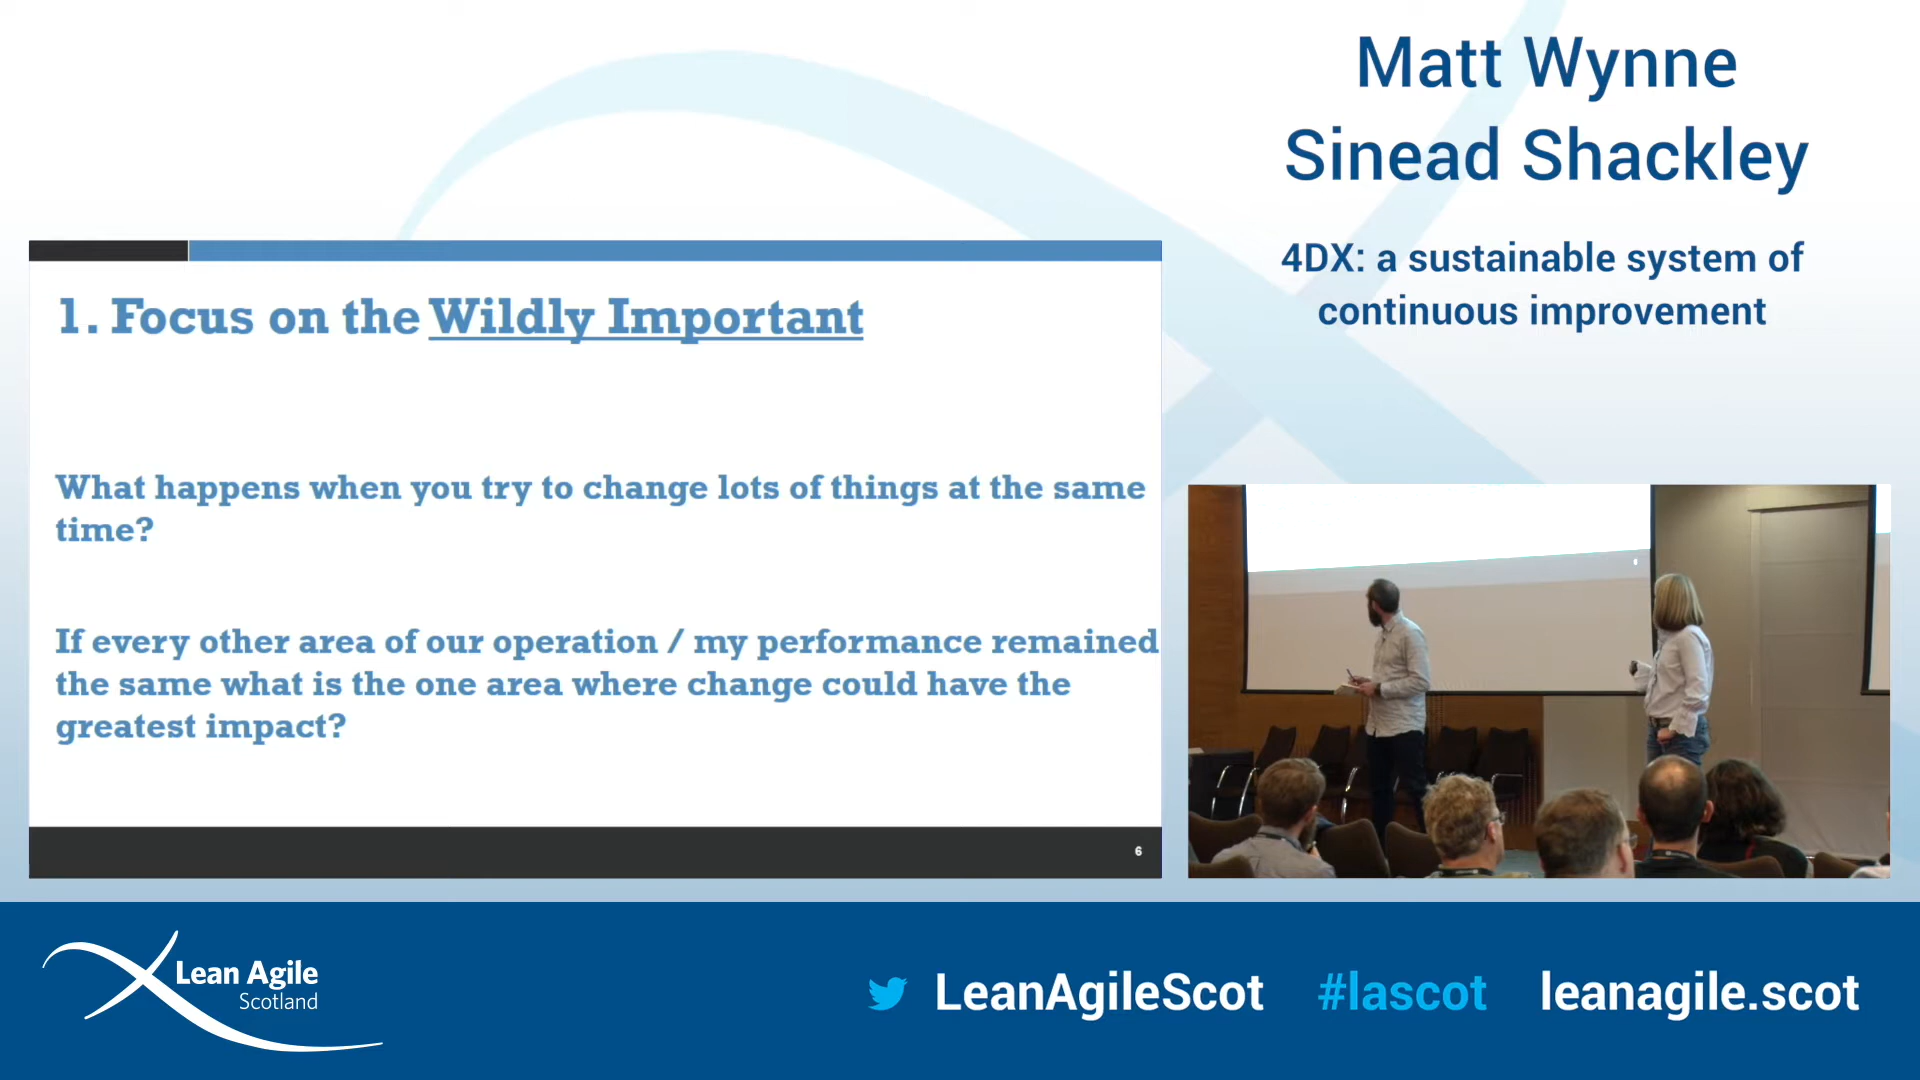 Matt Wynne
Sinead Shackley
4DX: a sustainable system of
continuous improvement
1. Focus on the Wildly Important
What happens when you try to change lots of things at the same
time?
If every other area of our operation / my performance remained
the same what is the one area where change could have the
greatest impact?
6
Lean Agile
Scotland
LeanAgileScot #lascot leanagile.scot